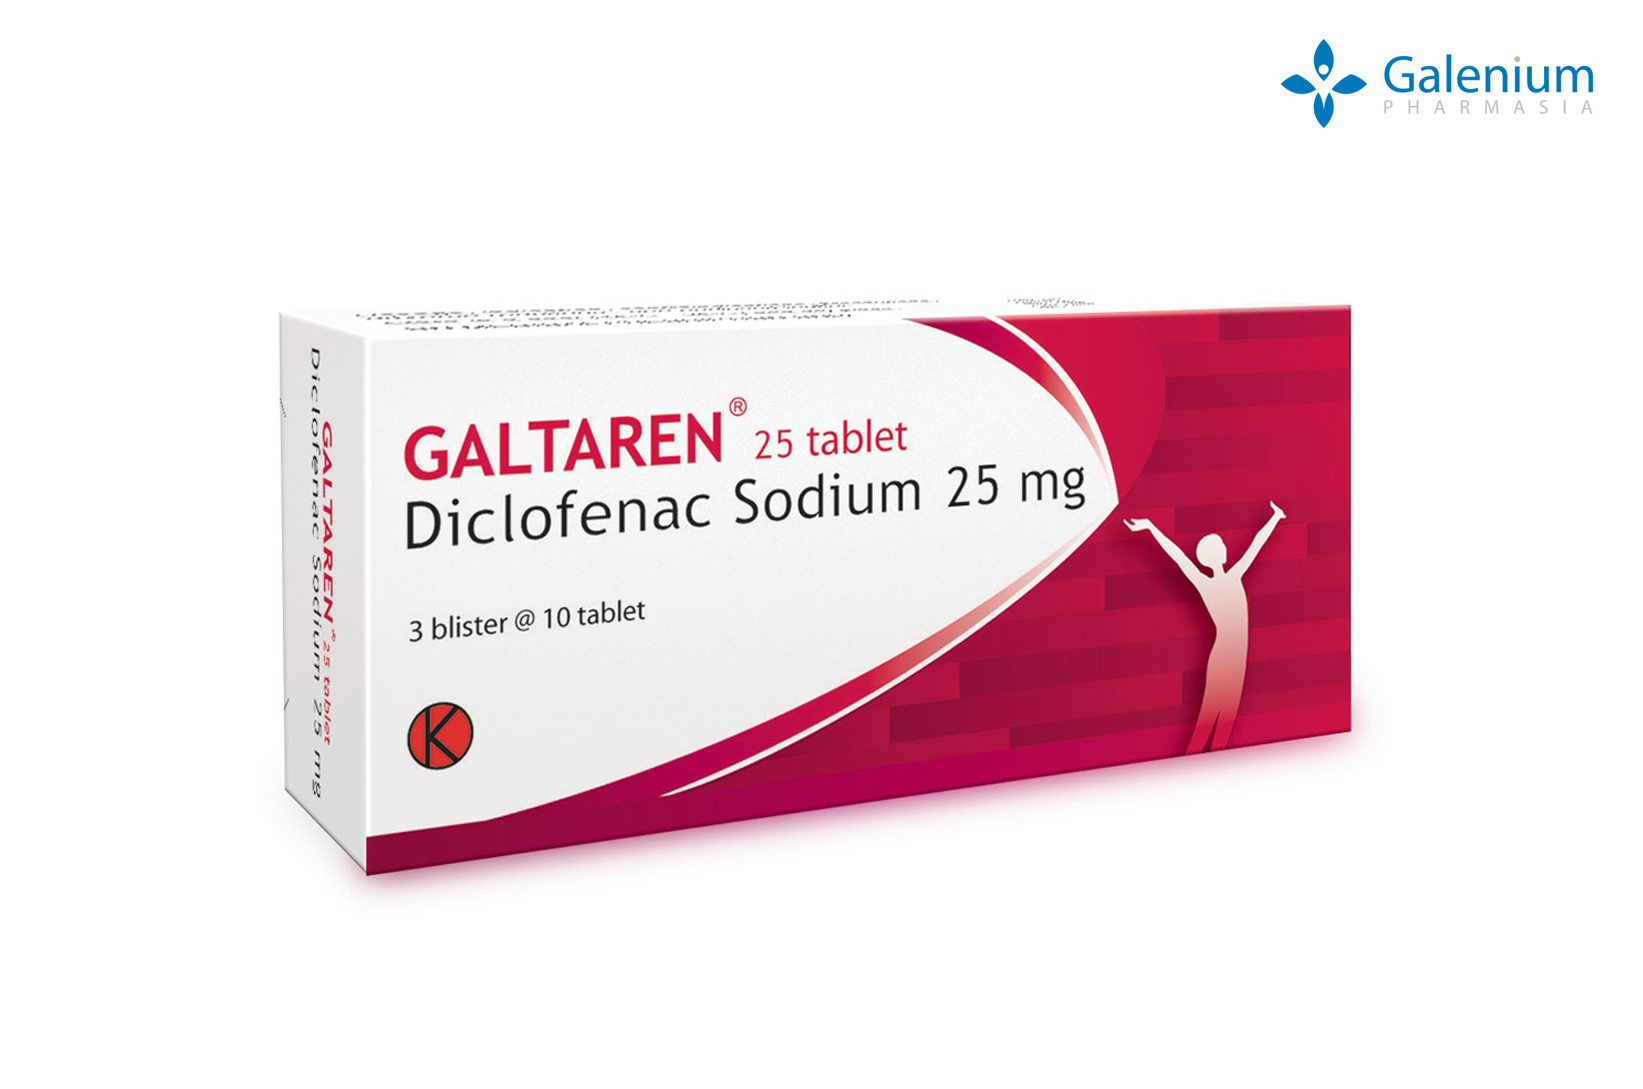 Galenium
PHARMASIA
GALTAREN® 25 tablet
Diclofenac Sodium 25 mg
3 blister @ 10 tablet
K
GALTAREN® 25 tablet
Diclofenac Sodium 25 mg